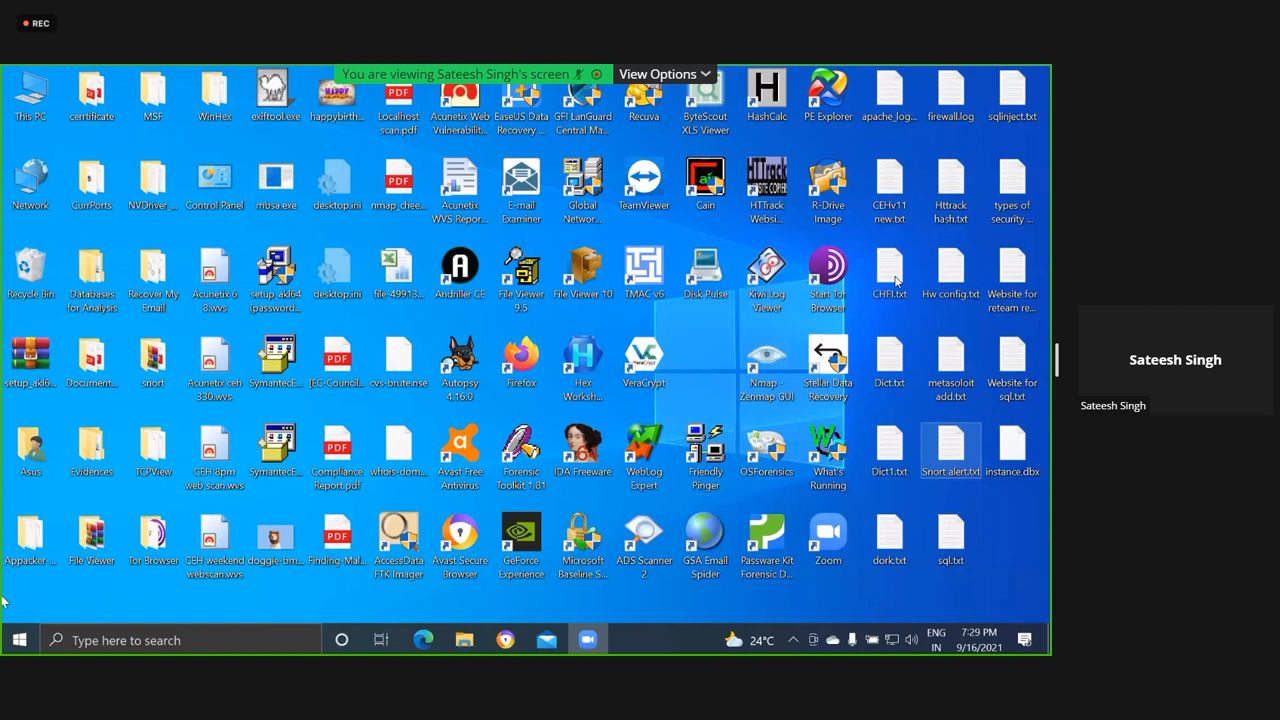 REC
You are viewing Sateesh Singh's screen
View Options
This PC
cerrtificate
MSF
WinHex
exiftool.exe
happybirth...
Localhost
scan.pdf
Acunetix Web
Vulnerabilit...
EaseUS Data
Recovery ...
GFI LanGuard
Central Ma...
Recuva
ByteScout
XLS Viewer
HashCalc
PE Explorer
apache_log...
firewall.log
sqlinject.txt
Network
CurrPorts
NVDriver_...
Control Panel
mbsa.exe
desktop.ini
nmap_chee...
Acunetix
WVS Repor...
E-mail
Examiner
Global
Networ...
TeamViewer
Cain
HTTrack
Websi...
R-Drive
Image
CEHv11
new.txt
Httrack
hash.txt
types of
security ...
Recycle Bin
Databases
for Analysis
Recover My
Email
Acunetix 6
8.wvs
setup_akl64
(password...
desktop.ini
file-49913...
Andriller CE
File Viewer
9.5
File Viewer 10
TMAC v6
Disk Pulse
Kiwi Log
Viewer
Start Tor
Browser
CHFI.txt
Hw config.txt
Website for
reteam re...
setup_akl6...
Document...
snort
Acunetix ceh
330.wvs
SymantecE...
[EC-Council...
cvs-brute.nse
Autopsy
4.16.0
Firefox
Hex
Worksh...
VeraCrypt
Nmap -
Zenmap GUI
Stellar Data
Recovery
Dict.txt
metasoloit
add.txt
Website for
sql.txt
Asus
Evidences
TCPView
CEH 8pm
web scan.wvs
SymantecE...
Compliance
Report.pdf
whois-dom...
Avast Free
Antivirus
Forensic
Toolkit 1.81
IDA Freeware
WebLog
Expert
Friendly
Pinger
OSForensics
What's
Running
Dict1.txt
Snort alert.txt
instance.dbx
Appacker ...
File Viewer
Tor Browser
CEH weekend
webscan.wvs
doggie-bm...
Finding-Mal...
AccessData
FTK Imager
Avast Secure
Browser
GeForce
Experience
Microsoft
Baseline S...
ADS Scanner
2
GSA Email
Spider
Passware Kit
Forensic D...
Zoom
dork.txt
sql.txt
Sateesh Singh
Sateesh Singh
Type here to search
24°C
ENG
IN
7:29 PM
9/16/2021